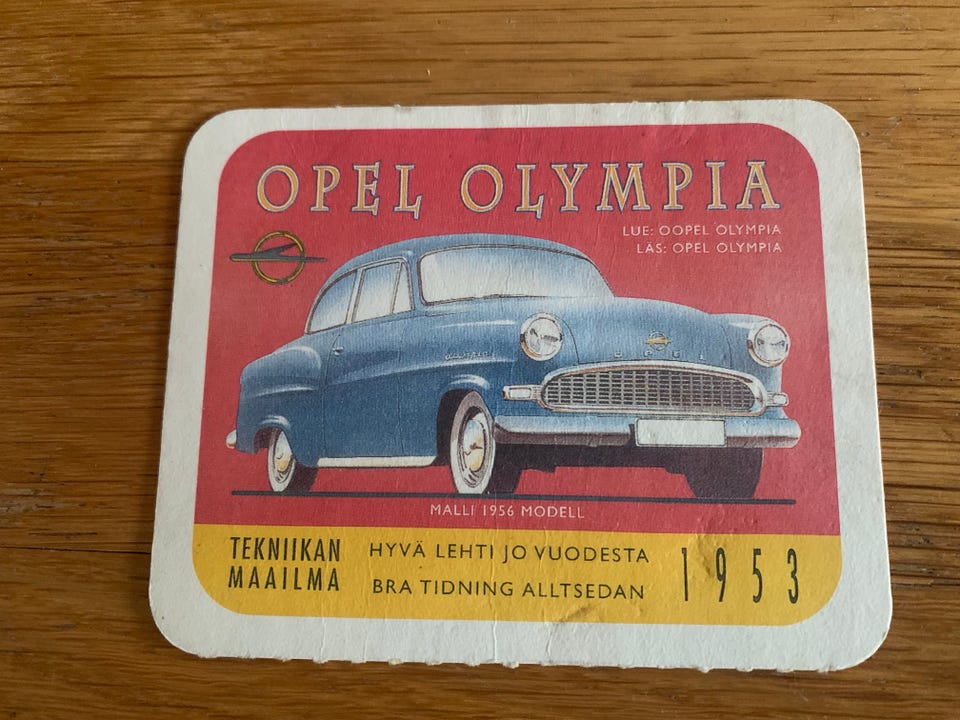 OPEL OLYMPIA
LUE: OOPEL OLYMPIA
LÄS: OPEL OLYMPIA
OPEL
MALLI 1956 MODELL
TEKNIIKAN
MAAILMA
HYVÄ LEHTI JO VUODESTA
BRA TIDNING ALLTSEDAN
1953